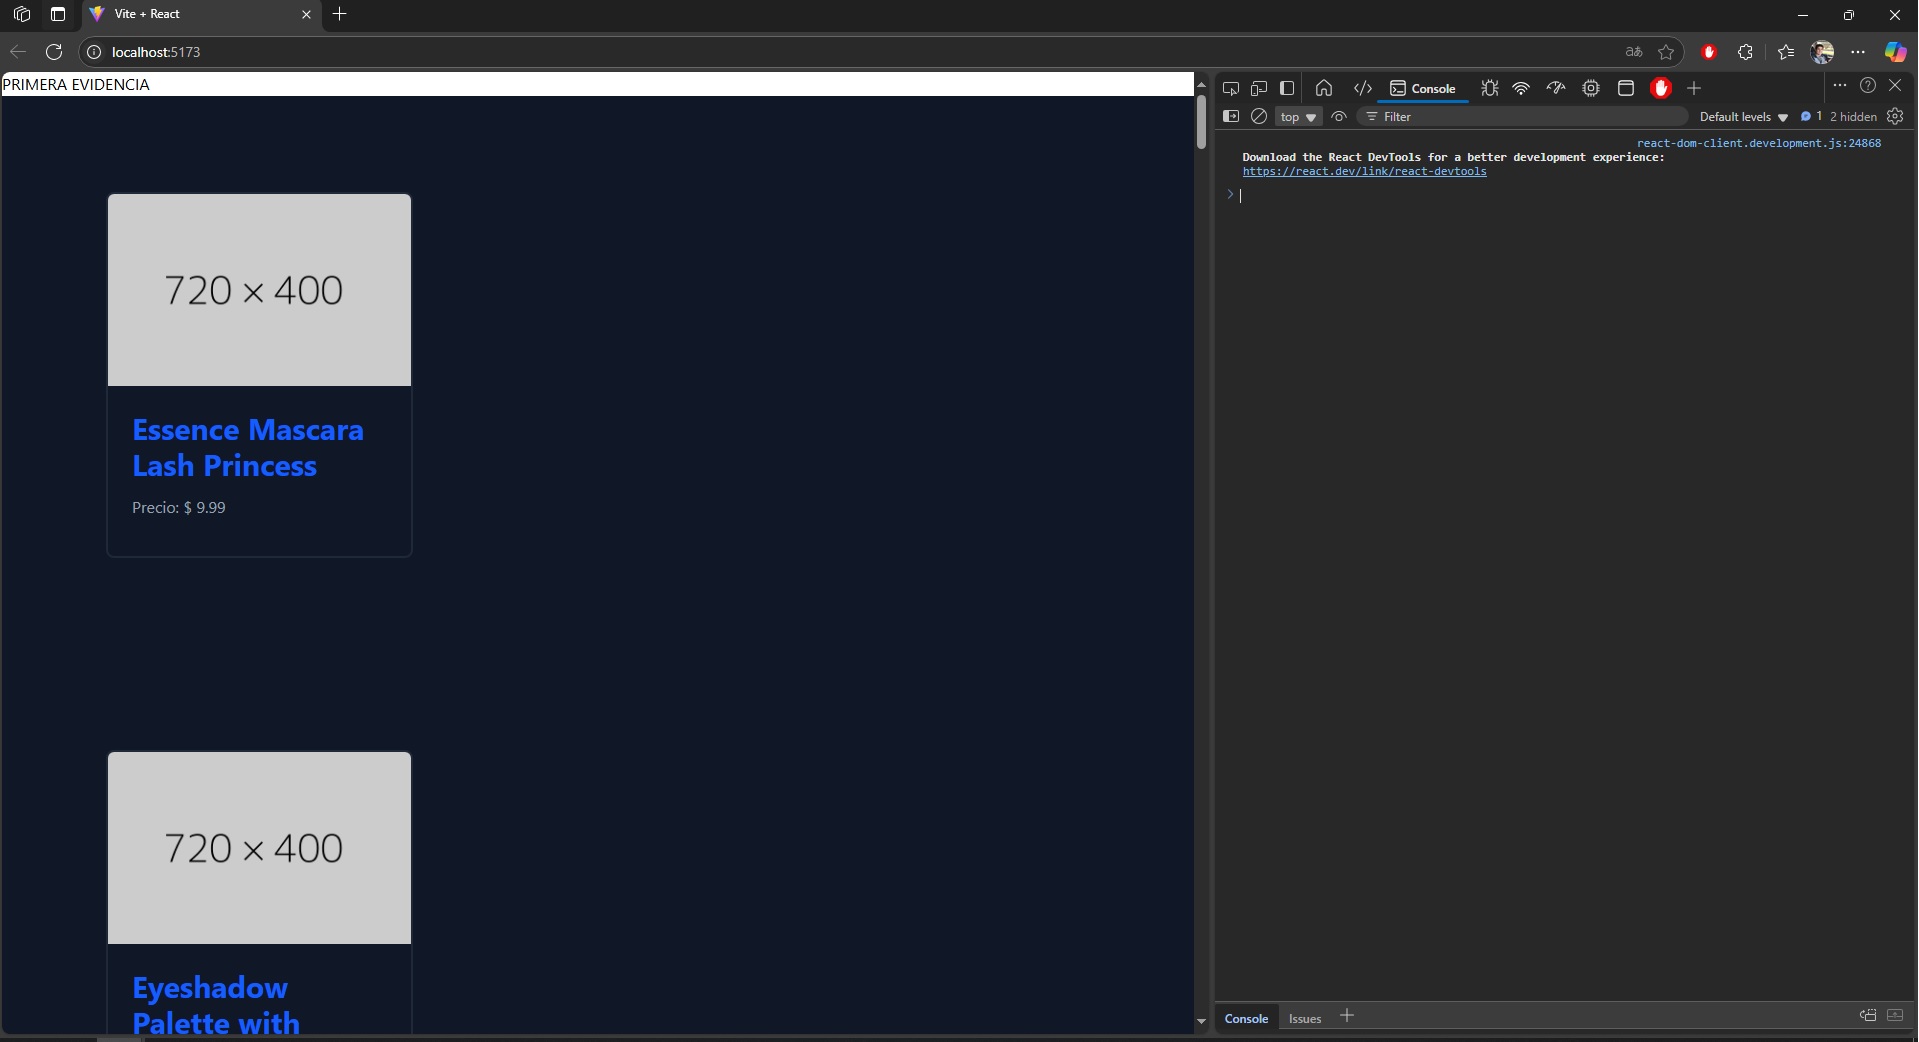 Vite + React
localhost:5173
PRIMERA EVIDENCIA
720 × 400
Essence Mascara
Lash Princess
Precio: $ 9.99
720 × 400
Eyeshadow
Palette with
Console
top
Filter
Default levels
1
2 hidden
react-dom-client.development.js:24868
Download the React DevTools for a better development experience:
https://react.dev/link/react-devtools
Console
Issues